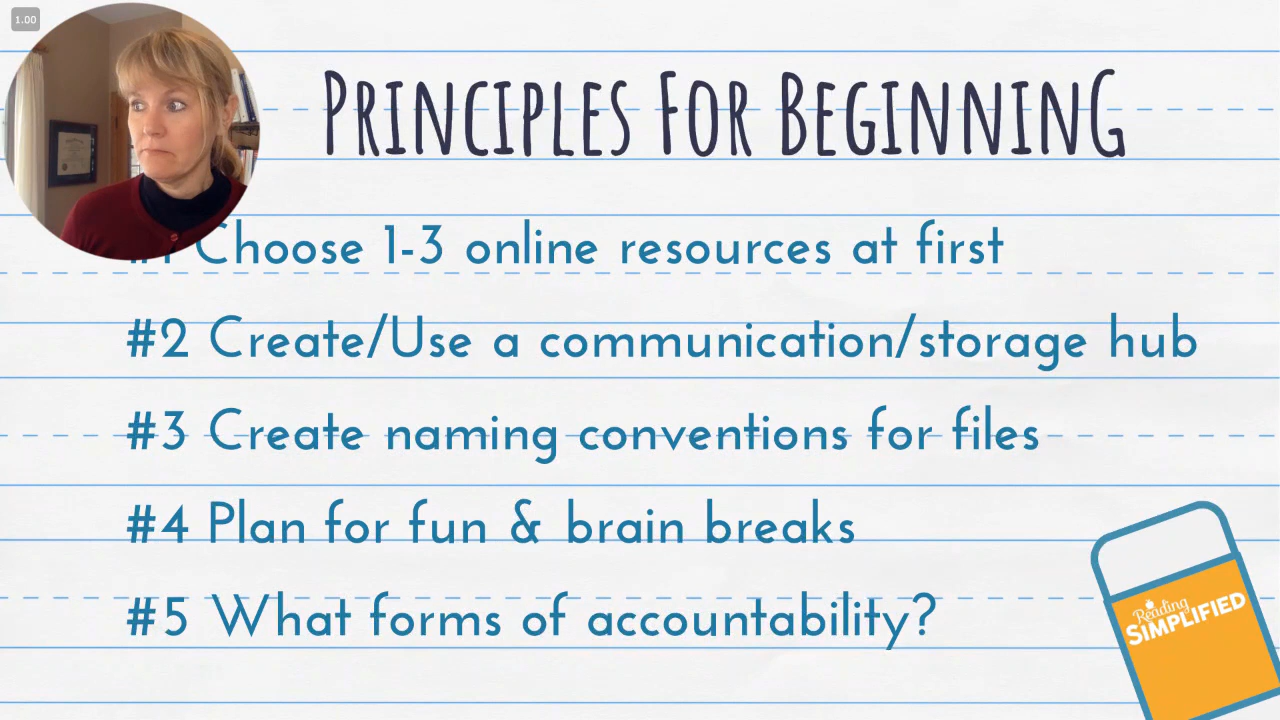 1.00
PRINCIPLES FOR BEGINNING
#1 Choose 1-3 online resources at first
#2 Create/Use a communication/storage hub
#3 Create naming conventions for files
#4 Plan for fun & brain breaks
#5 What forms of accountability?
Reading
SIMPLIFIED